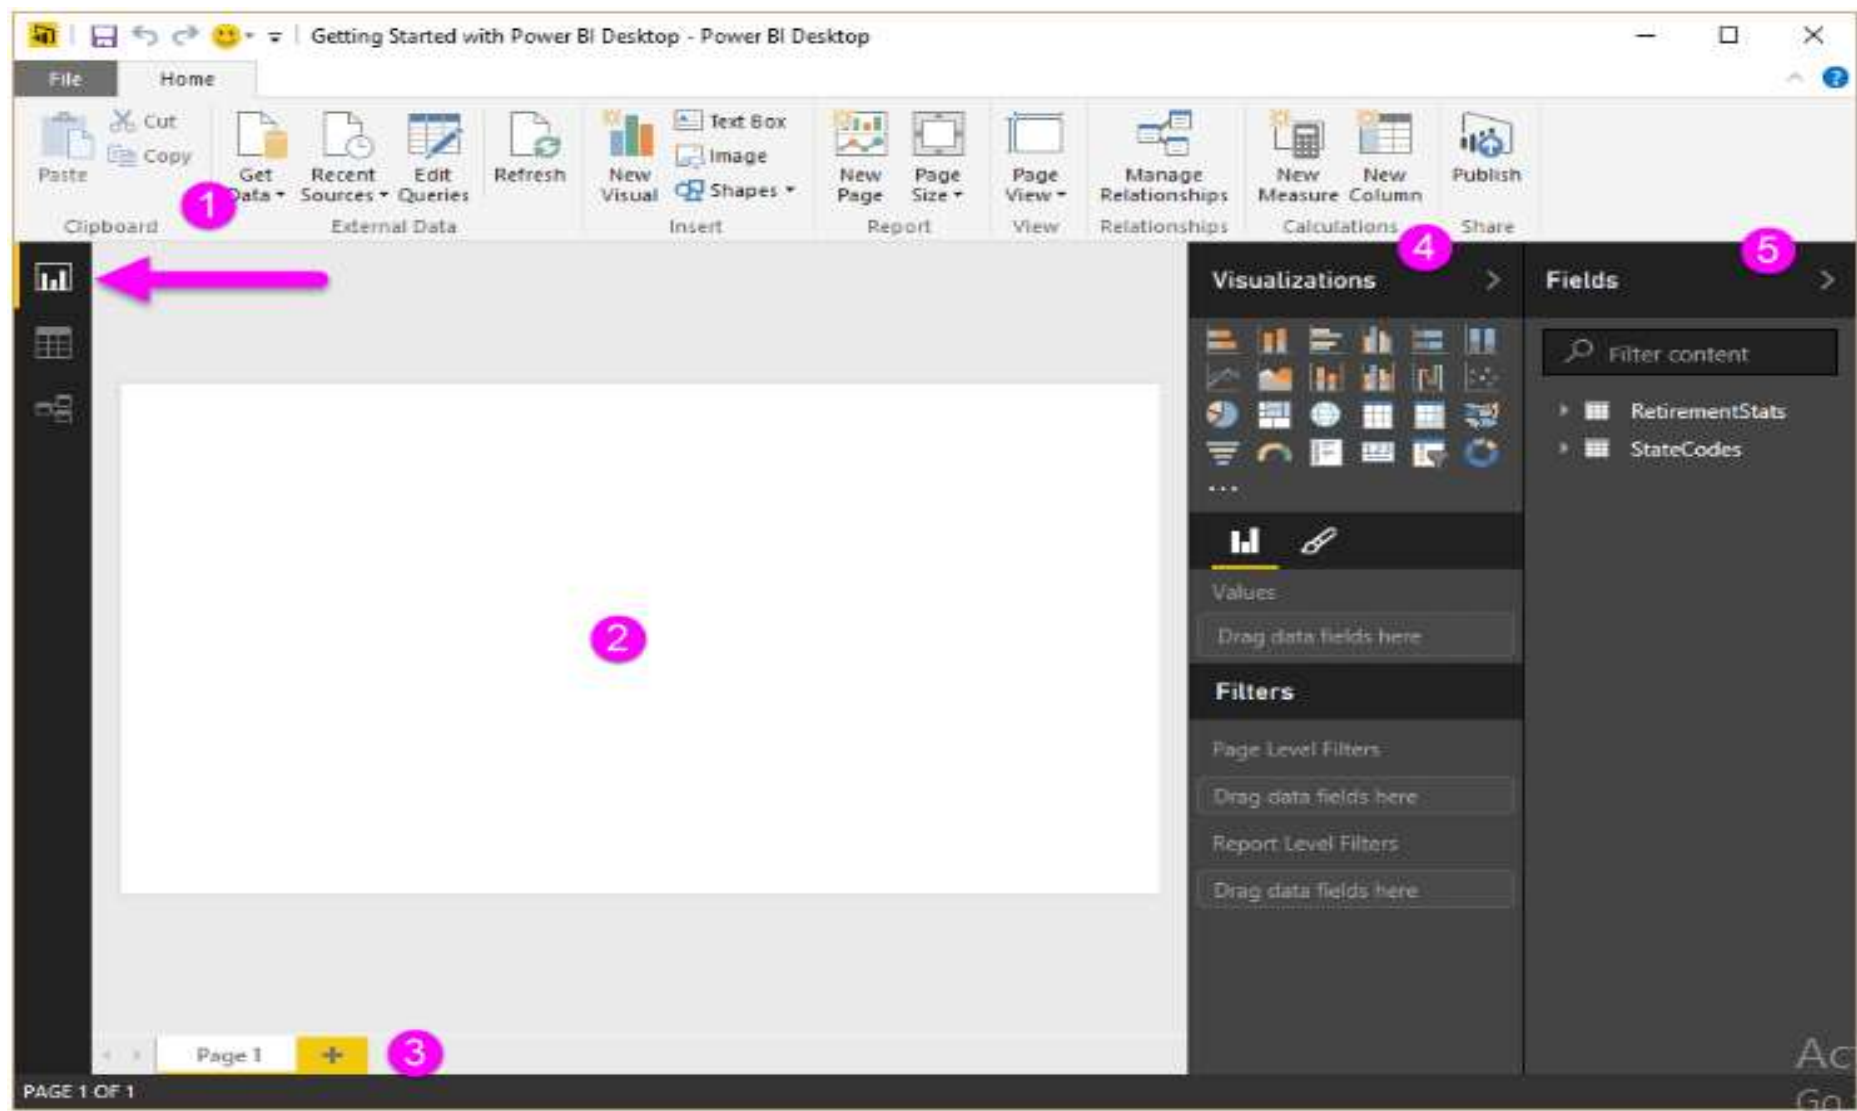 Getting Started with Power BI Desktop - Power BI Desktop
File Home
Cut
Copy
Paste
Get Data
Recent Sources
Edit Queries
Refresh
New Visual
Text Box
Image
Shapes
New Page
Page Size
Page View
Manage Relationships
New Measure
New Column
Publish
Clipboard
1
External Data
Insert
Report
View
Relationships
Calculations
Share
4
5
Visualizations
Fields
Filter content
RetirementStats
StateCodes
Values
Drag data fields here
2
Filters
Page Level Filters
Drag data fields here
Report Level Filters
Drag data fields here
Page 1
+
3
PAGE 1 OF 1
Ac
Go